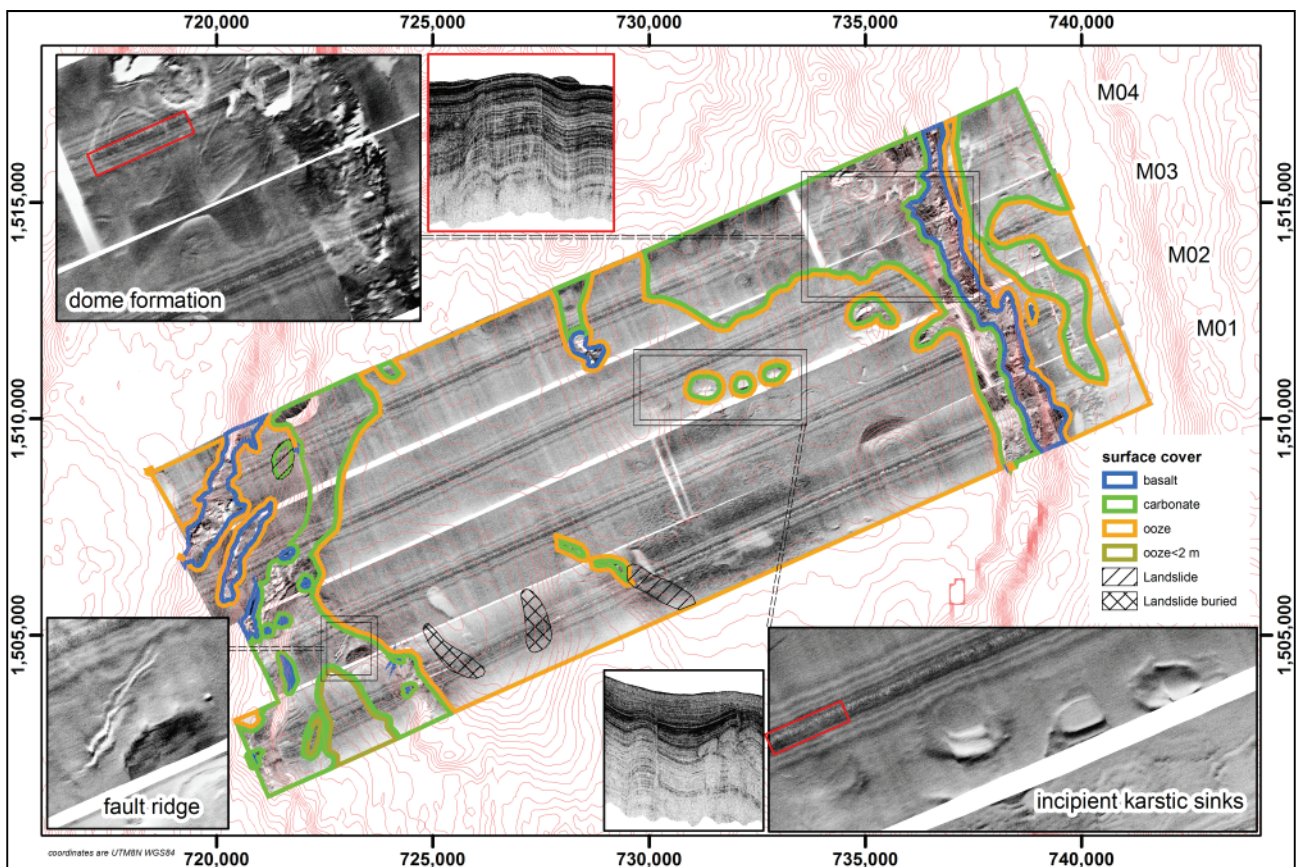 720,000
725,000
730,000
735,000
740,000
1,515,000
1,510,000
1,505,000
dome formation
M04
M03
M02
M01
1,515,000
1,510,000
1,505,000
surface cover
basalt
carbonate
ooze
ooze<2 m
Landslide
Landslide buried
fault ridge
incipient karstic sinks
coordinates are UTM8N WGS84
720,000
725,000
730,000
735,000
740,000